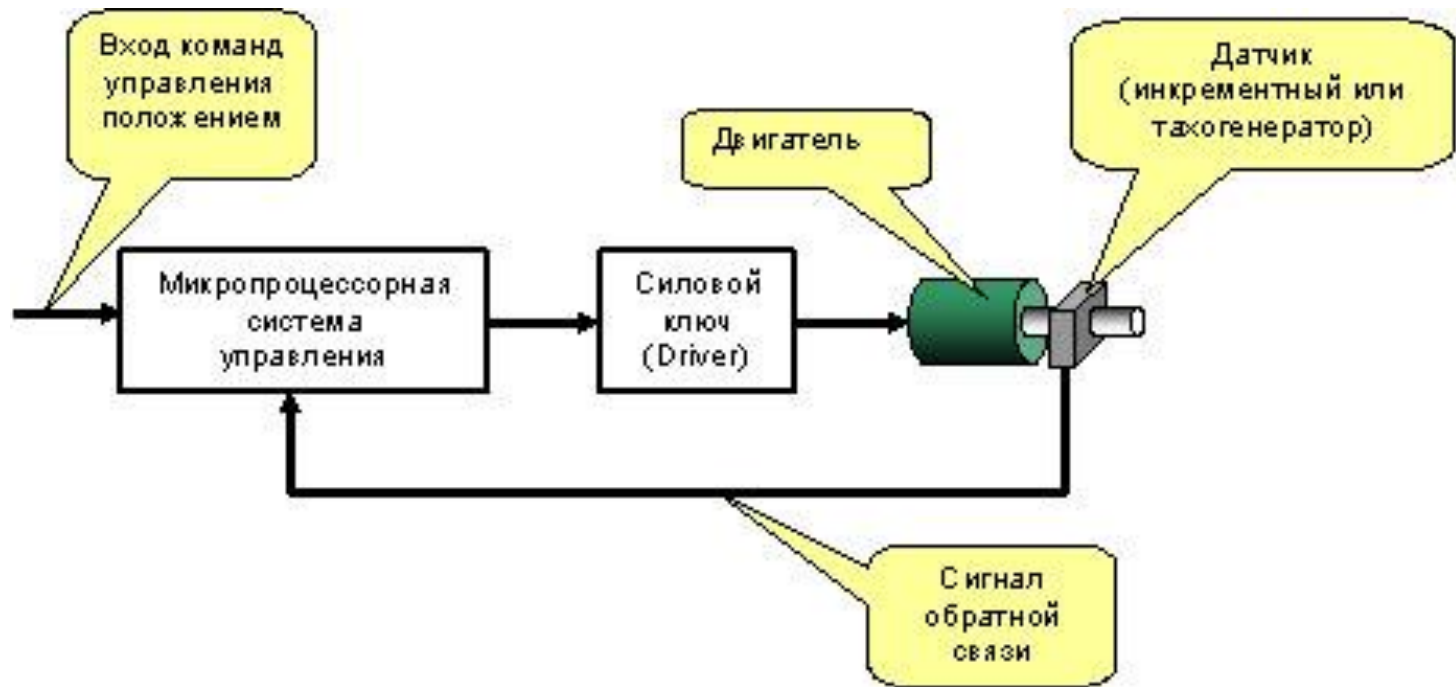 Вход команд
управления
положением
Датчик
(инкрементный или
тахогенератор)
Двигатель
Микропроцессорная
система
управления
Силовой
ключ
(Driver)
Сигнал
обратной
связи